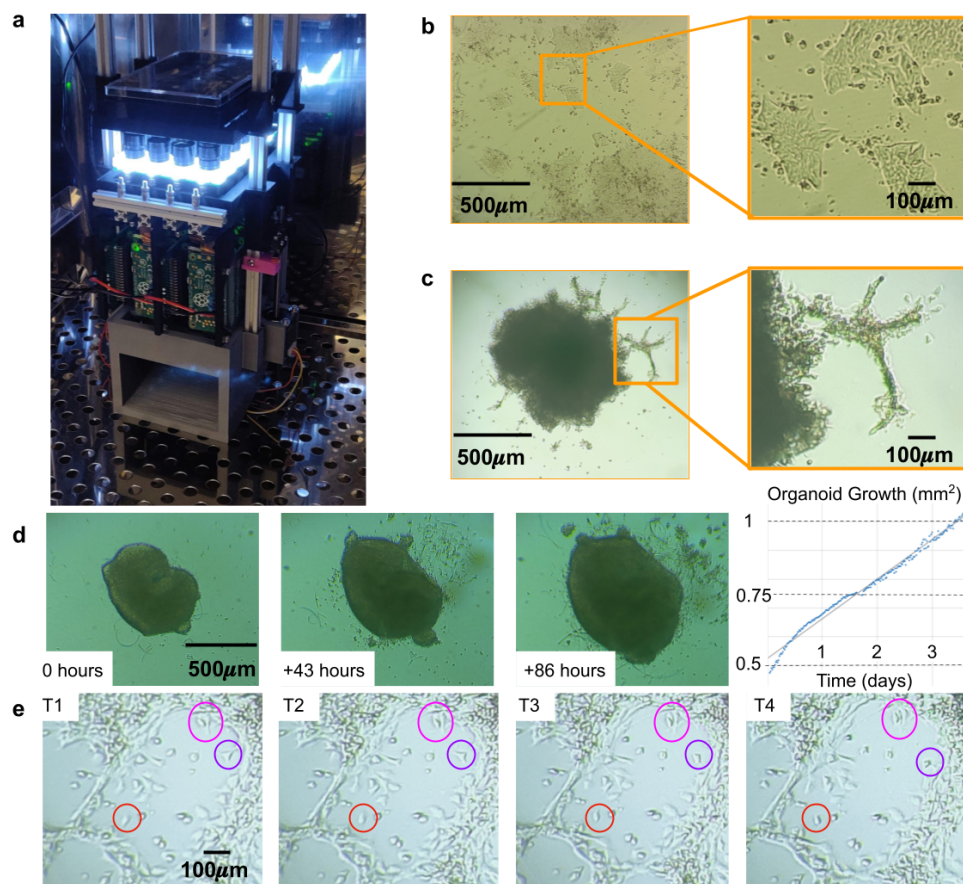 a
b
500μm
100μm
c
500μm
100μm
d
0 hours
500μm
+43 hours
+86 hours
Organoid Growth (mm²)
1
0.75
0.5
1 2 3
Time (days)
e
T1
100μm
T2
T3
T4